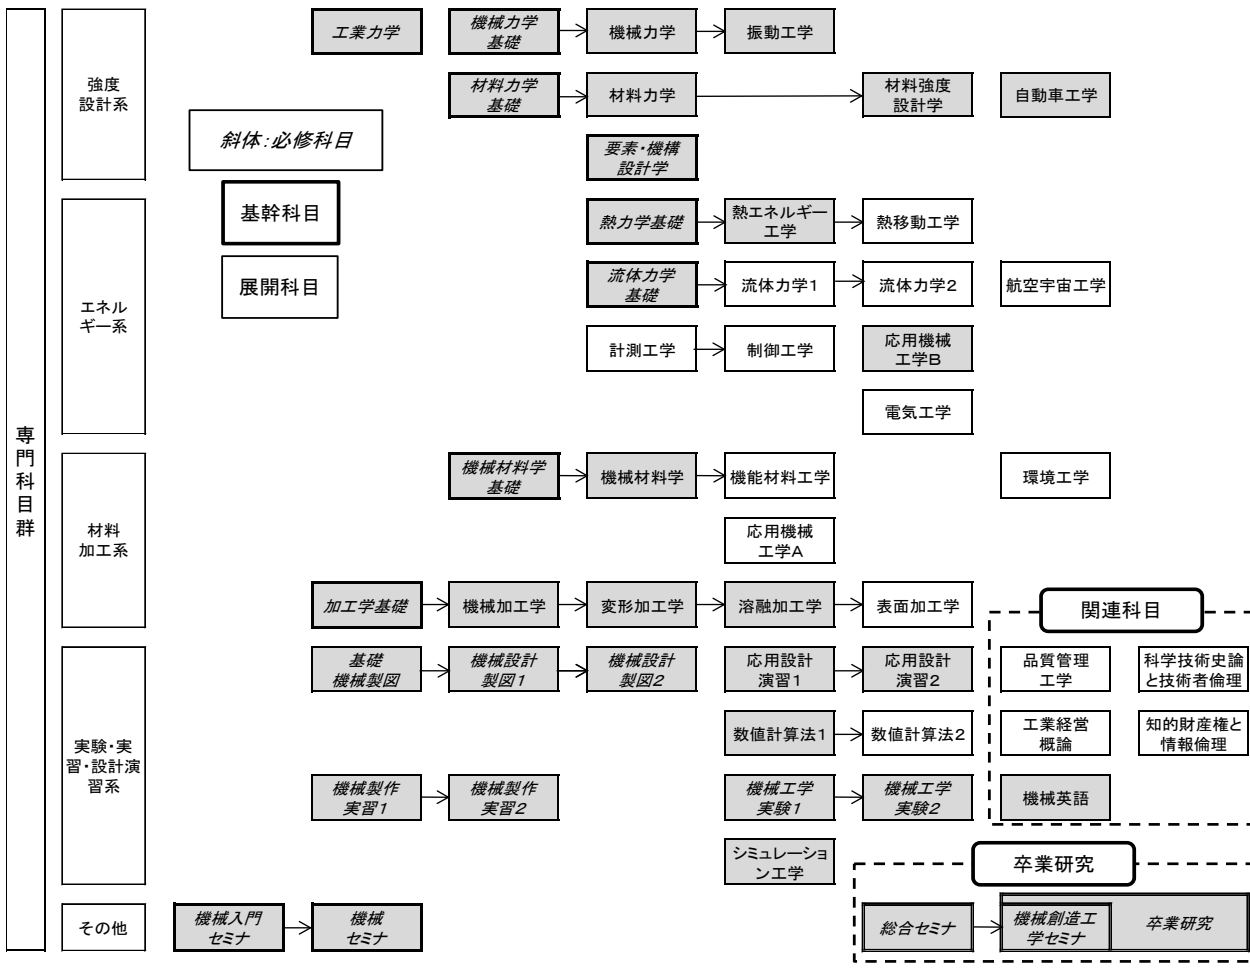 専
門
科
目
群
強度
設計系
工業力学
機械力学
基礎
機械力学
振動工学
材料力学
基礎
材料力学
材料強度
設計学
自動車工学
斜体:必修科目
要素・機構
設計学
基幹科目
展開科目
エネル
ギー系
熱力学基礎
熱エネルギー
工学
熱移動工学
流体力学
基礎
流体力学1
流体力学2
航空宇宙工学
計測工学
制御工学
応用機械
工学B
電気工学
材料
加工系
機械材料学
基礎
機械材料学
機能材料工学
環境工学
応用機械
工学A
加工学基礎
機械加工学
変形加工学
溶融加工学
表面加工学
関連科目
実験・実
習・設計演
習系
基礎
機械製図
機械設計
製図1
機械設計
製図2
応用設計
演習1
応用設計
演習2
品質管理
工学
科学技術史論
と技術者倫理
数値計算法1
数値計算法2
工業経営
概論
知的財産権と
情報倫理
機械製作
実習1
機械製作
実習2
機械工学
実験1
機械工学
実験2
機械英語
シミュレーショ
ン工学
卒業研究
その他
機械入門
セミナ
機械
セミナ
総合セミナ
機械創造工
学セミナ
卒業研究